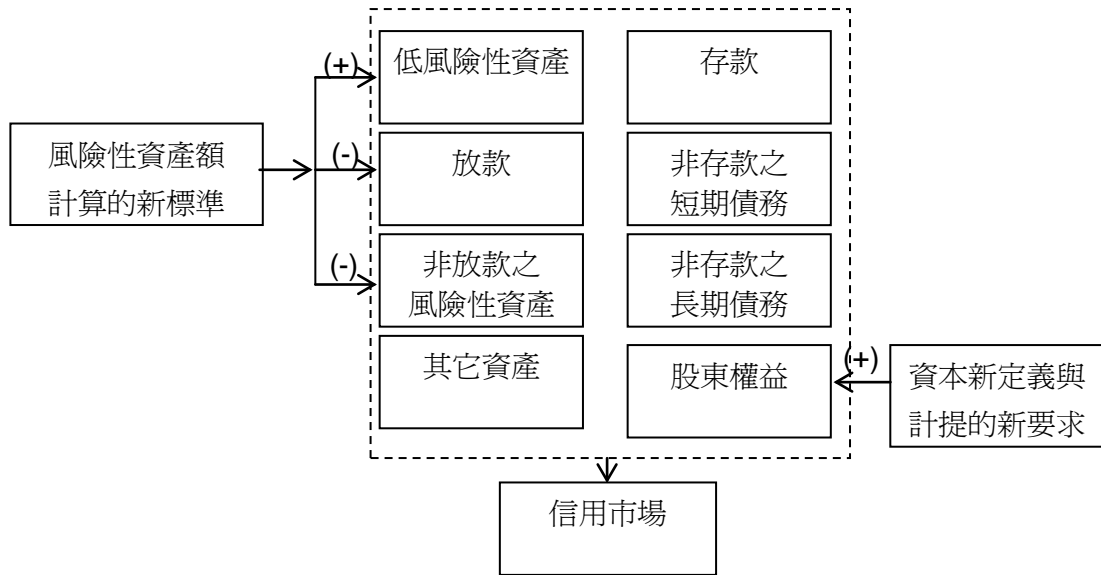 (+)
低風險性資產
存款
風險性資產額
計算的新標準
(-)
放款
非存款之
短期債務
(-)
非放款之
風險性資產
非存款之
長期債務
其它資產
股東權益
(+)
資本新定義與
計提的新要求
信用市場